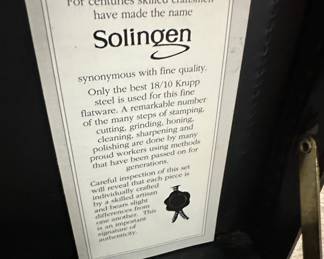 For centuries skilled craftsmen
have made the name
Solingen
synonymous with fine quality.
Only the best 18/10 Krupp
steel is used for this fine
flatware. A remarkable number
of the many steps of stamping,
cutting, grinding, honing,
cleaning, sharpening and
polishing are done by many
proud workers using methods
that have been passed on for
generations.
Careful inspection of this set
will reveal that each piece is
individually crafted
by a skilled artisan
and bears slight
differences from
one another. This
is an important
signature of
authenticity.